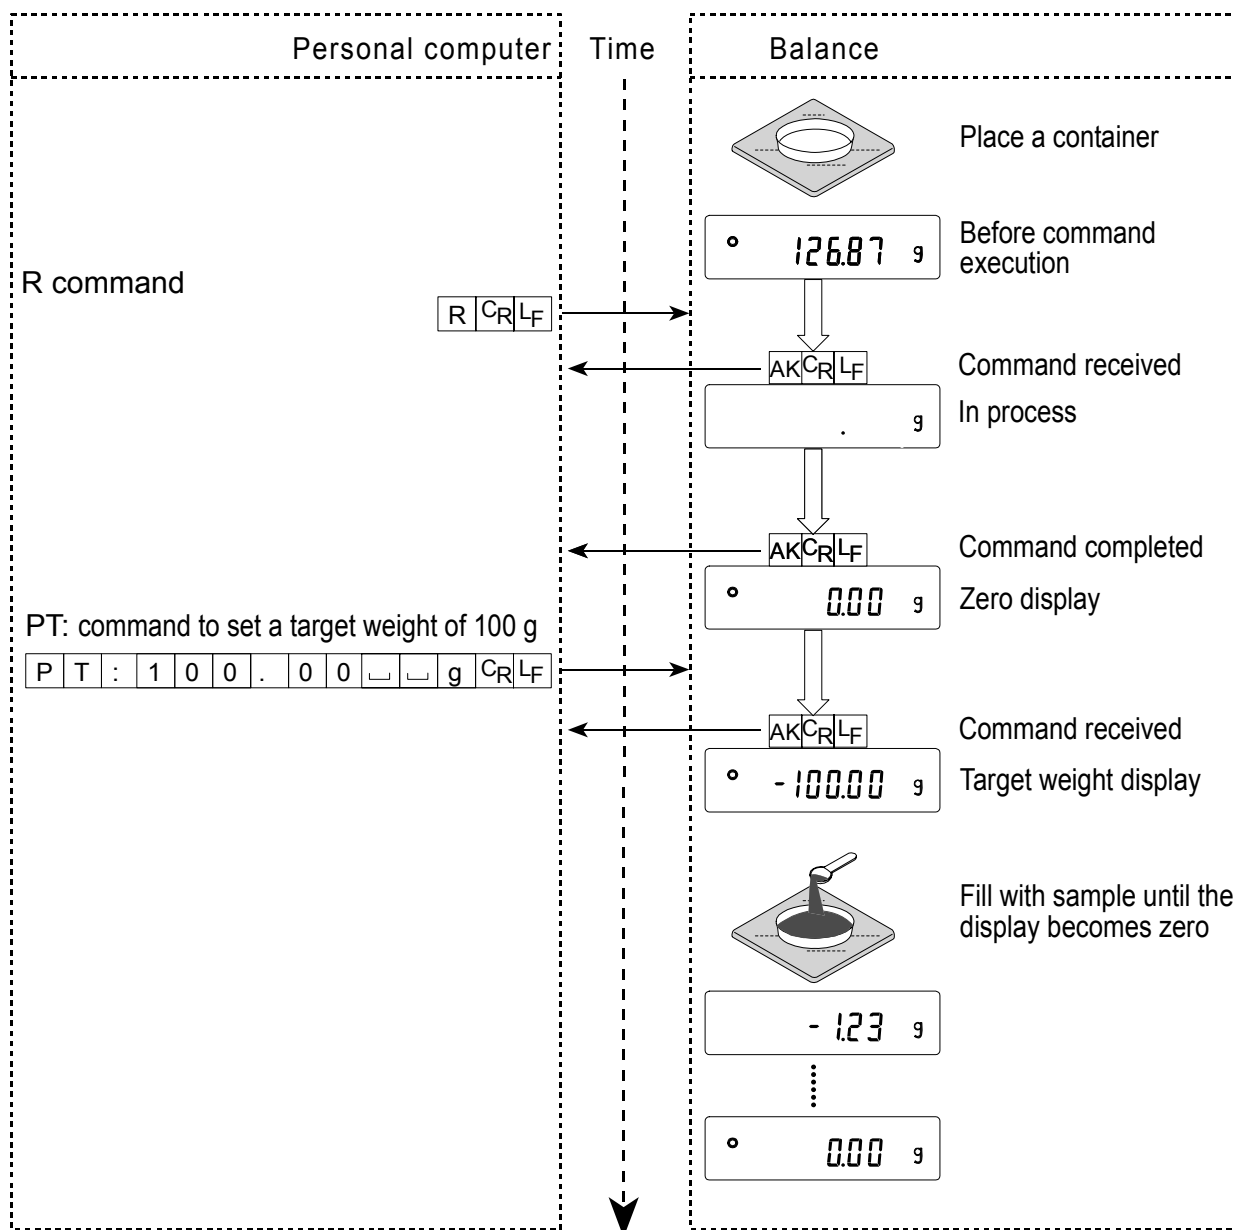 Personal computer Time Balance
Place a container
126.87 g
Before command
execution
R command
R CR LF
AK CR LF
Command received
. g
In process
AK CR LF
Command completed
0.00 g
Zero display
PT: command to set a target weight of 100 g
P T : 1 0 0 . 0 0 ⎵ ⎵ g CR LF
AK CR LF
Command received
-100.00 g
Target weight display
Fill with sample until the
display becomes zero
- 1.23 g
0.00 g